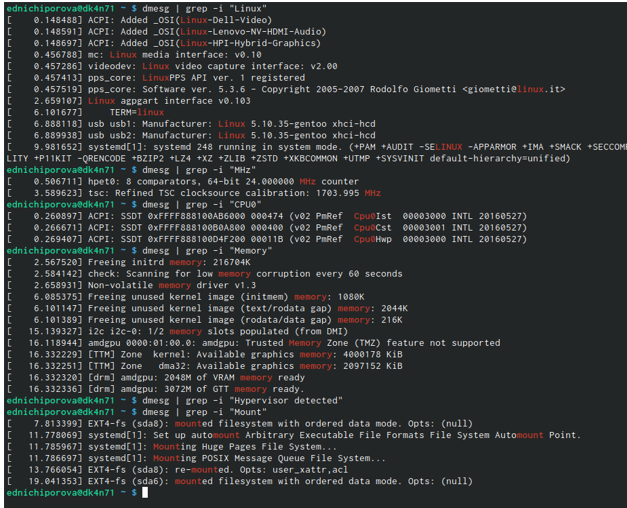 ednichiporova@dk4n71 ~ $ dmesg | grep -i "Linux"
[    0.148488] ACPI: Added _OSI(Linux-Dell-Video)
[    0.148591] ACPI: Added _OSI(Linux-Lenovo-NV-HDMI-Audio)
[    0.148697] ACPI: Added _OSI(Linux-HPI-Hybrid-Graphics)
[    0.456788] mc: Linux media interface: v0.10
[    0.457286] videodev: Linux video capture interface: v2.00
[    0.457413] pps_core: LinuxPPS API ver. 1 registered
[    0.457519] pps_core: Software ver. 5.3.6 - Copyright 2005-2007 Rodolfo Giometti <giometti@linux.it>
[    2.659107] Linux agpgart interface v0.103
[    6.101677]     TERM=linux
[    6.888118] usb usb1: Manufacturer: Linux 5.10.35-gentoo xhci-hcd
[    6.889938] usb usb2: Manufacturer: Linux 5.10.35-gentoo xhci-hcd
[    9.981652] systemd[1]: systemd 248 running in system mode. (+PAM +AUDIT -SELINUX -APPARMOR +IMA +SMACK +SECCOMP
LITY +P11KIT -QRENCODE +BZIP2 +LZ4 +XZ +ZLIB +ZSTD +XKBCOMMON +UTMP +SYSVINIT default-hierarchy=unified)
ednichiporova@dk4n71 ~ $ dmesg | grep -i "MHz"
[    0.506711] hpet0: 8 comparators, 64-bit 24.000000 MHz counter
[    3.589623] tsc: Refined TSC clocksource calibration: 1703.995 MHz
ednichiporova@dk4n71 ~ $ dmesg | grep -i "CPU0"
[    0.260897] ACPI: SSDT 0xFFFF888100AB6000 000474 (v02 PmRef  Cpu0Ist  00003000 INTL 20160527)
[    0.266671] ACPI: SSDT 0xFFFF888100B0A800 000400 (v02 PmRef  Cpu0Cst  00003001 INTL 20160527)
[    0.269407] ACPI: SSDT 0xFFFF888100D4F200 00011B (v02 PmRef  Cpu0Hwp  00003000 INTL 20160527)
ednichiporova@dk4n71 ~ $ dmesg | grep -i "Memory"
[    2.567520] Freeing initrd memory: 216704K
[    2.584142] check: Scanning for low memory corruption every 60 seconds
[    2.658931] Non-volatile memory driver v1.3
[    6.085375] Freeing unused kernel image (initmem) memory: 1080K
[    6.101147] Freeing unused kernel image (text/rodata gap) memory: 2044K
[    6.101389] Freeing unused kernel image (rodata/data gap) memory: 216K
[   15.139327] i2c i2c-0: 1/2 memory slots populated (from DMI)
[   16.118944] amdgpu 0000:01:00.0: amdgpu: Trusted Memory Zone (TMZ) feature not supported
[   16.332229] [TTM] Zone  kernel: Available graphics memory: 4000178 KiB
[   16.332251] [TTM] Zone   dma32: Available graphics memory: 2097152 KiB
[   16.332320] [drm] amdgpu: 2048M of VRAM memory ready
[   16.332336] [drm] amdgpu: 3072M of GTT memory ready.
ednichiporova@dk4n71 ~ $ dmesg | grep -i "Hypervisor detected"
ednichiporova@dk4n71 ~ $ dmesg | grep -i "Mount"
[    7.813399] EXT4-fs (sda8): mounted filesystem with ordered data mode. Opts: (null)
[   11.778069] systemd[1]: Set up automount Arbitrary Executable File Formats File System Automount Point.
[   11.785967] systemd[1]: Mounting Huge Pages File System...
[   11.786697] systemd[1]: Mounting POSIX Message Queue File System...
[   13.766054] EXT4-fs (sda8): re-mounted. Opts: user_xattr,acl
[   19.041353] EXT4-fs (sda6): mounted filesystem with ordered data mode. Opts: (null)
ednichiporova@dk4n71 ~ $